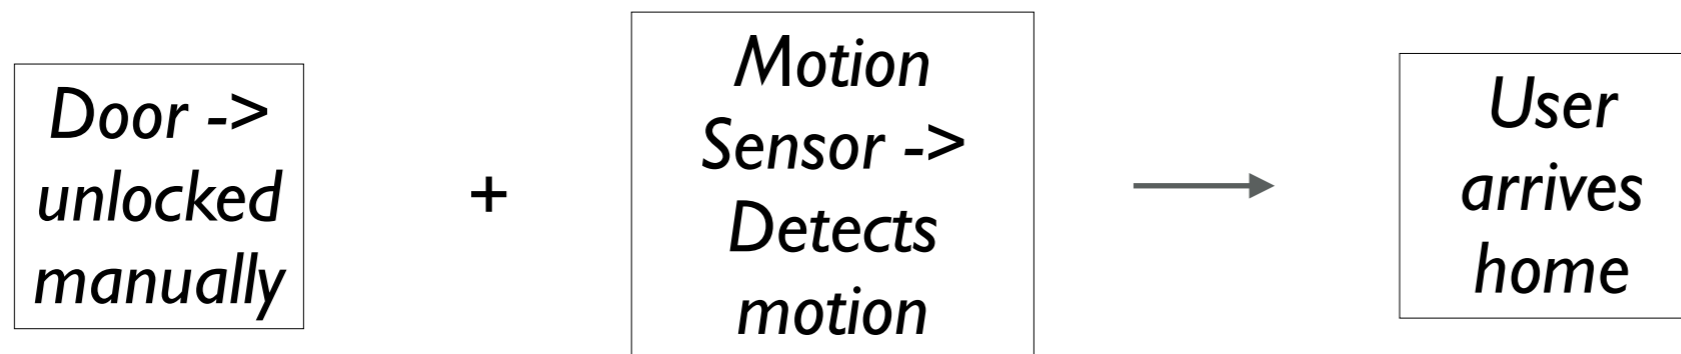 Door ->
unlocked
manually
+
Motion
Sensor ->
Detects
motion
User
arrives
home